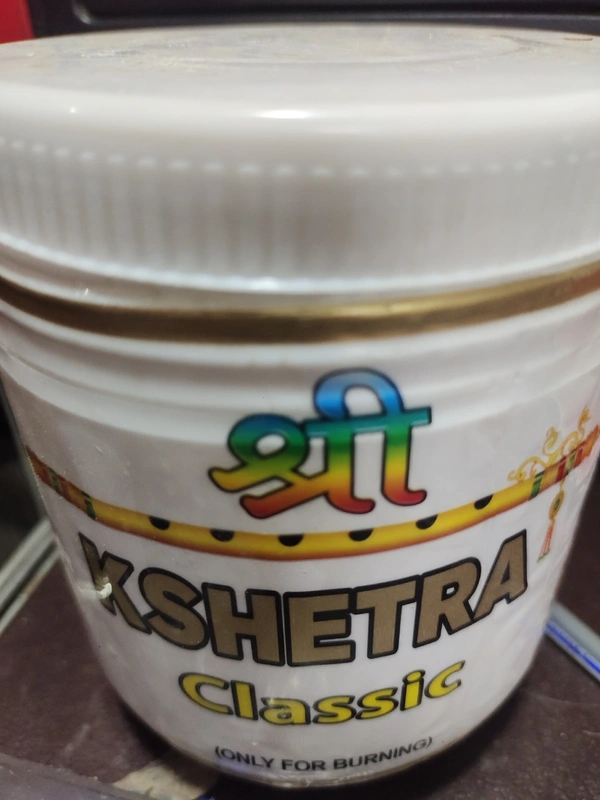 श्री
KSHETRA
Classic
(ONLY FOR BURNING)